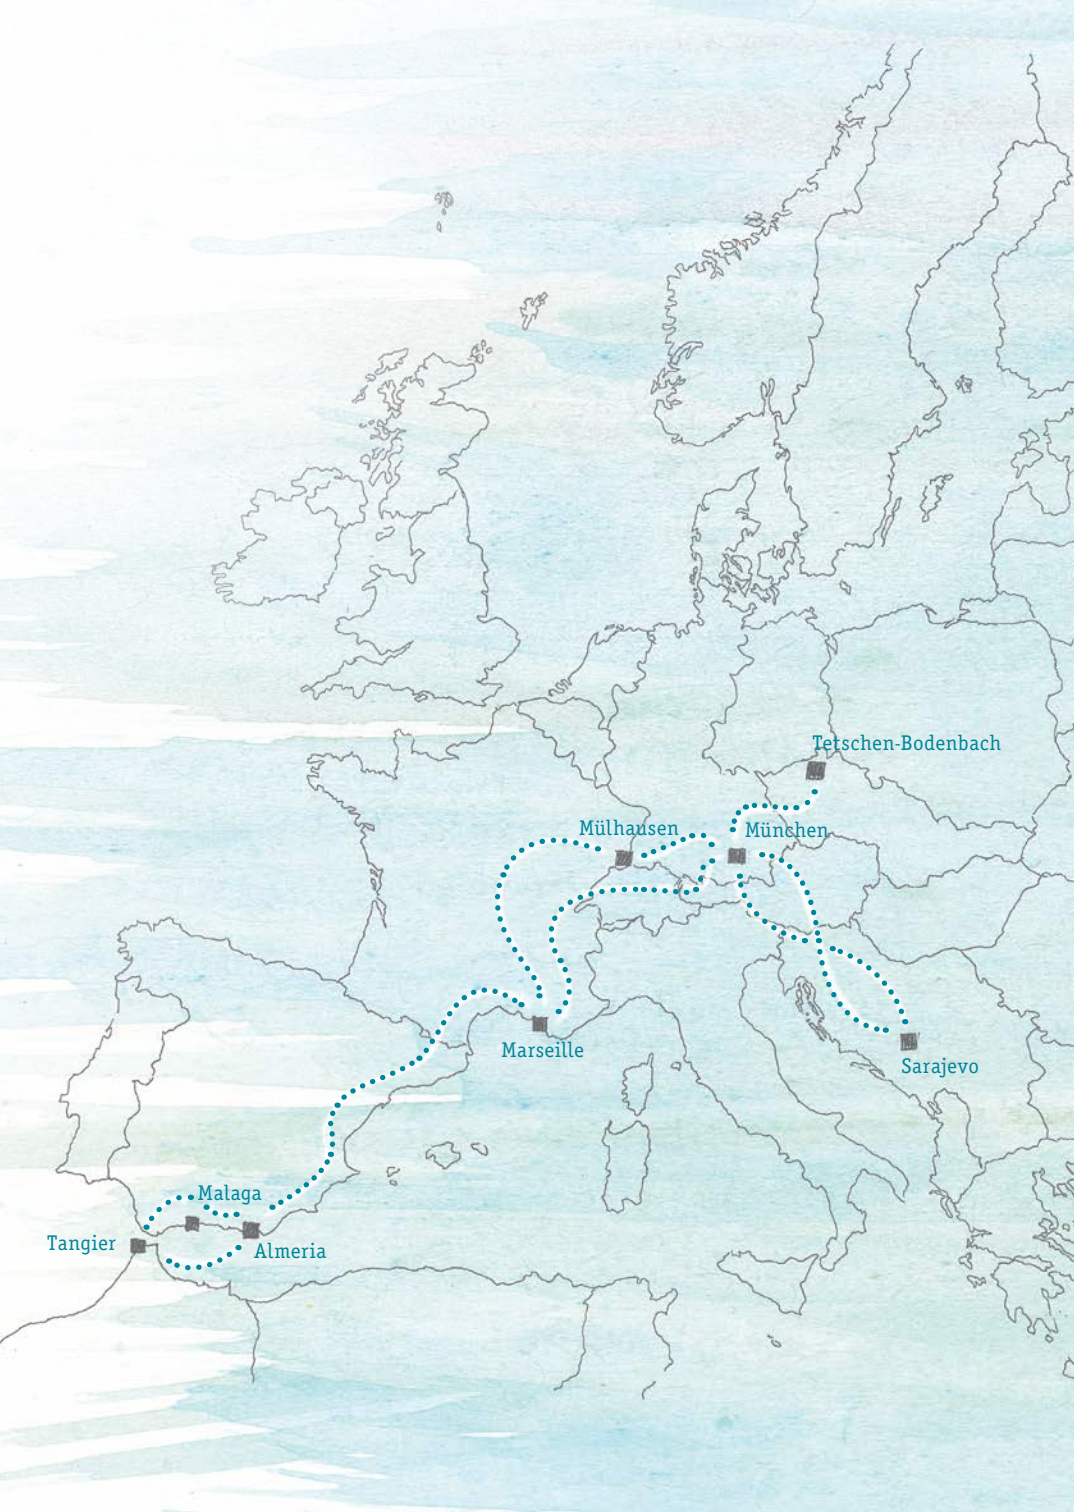 Tetschen-Bodenbach
Mülhausen
München
Marseille
Sarajevo
Malaga
Tangier
Almeria